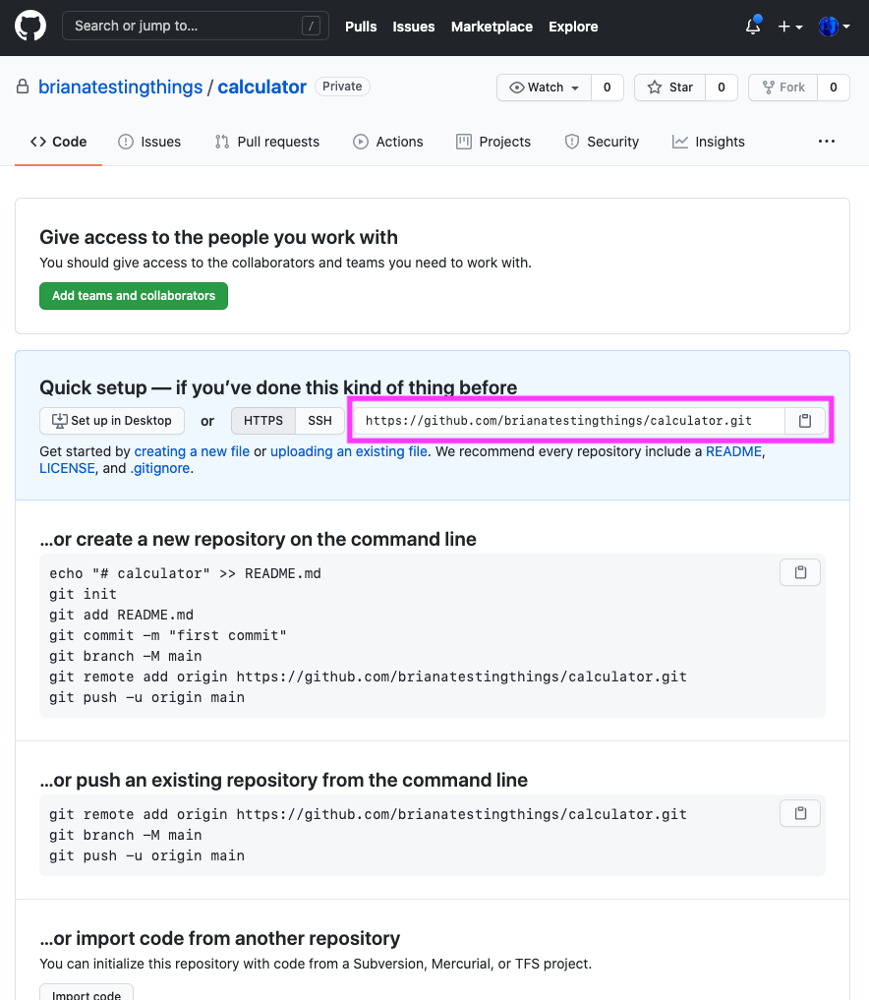 Search or jump to... / Pulls Issues Marketplace Explore
brianatestingthings / calculator Private Watch 0 Star 0 Fork 0
Code Issues Pull requests Actions Projects Security Insights ...
Give access to the people you work with
You should give access to the collaborators and teams you need to work with.
Add teams and collaborators
Quick setup — if you’ve done this kind of thing before
Set up in Desktop or HTTPS SSH https://github.com/brianatestingthings/calculator.git
Get started by creating a new file or uploading an existing file. We recommend every repository include a README,
LICENSE, and .gitignore.
…or create a new repository on the command line
echo "# calculator" >> README.md
git init
git add README.md
git commit -m "first commit"
git branch -M main
git remote add origin https://github.com/brianatestingthings/calculator.git
git push -u origin main
…or push an existing repository from the command line
git remote add origin https://github.com/brianatestingthings/calculator.git
git branch -M main
git push -u origin main
…or import code from another repository
You can initialize this repository with code from a Subversion, Mercurial, or TFS project.
Import code